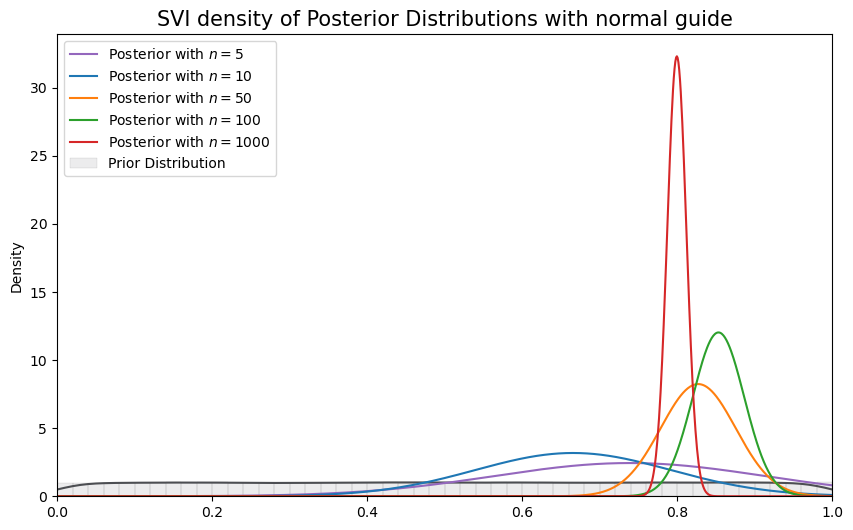 SVI density of Posterior Distributions with normal guide
Posterior with n = 5
Posterior with n = 10
Posterior with n = 50
Posterior with n = 100
Posterior with n = 1000
Prior Distribution
Density
30
25
20
15
10
5
0
0.0 0.2 0.4 0.6 0.8 1.0